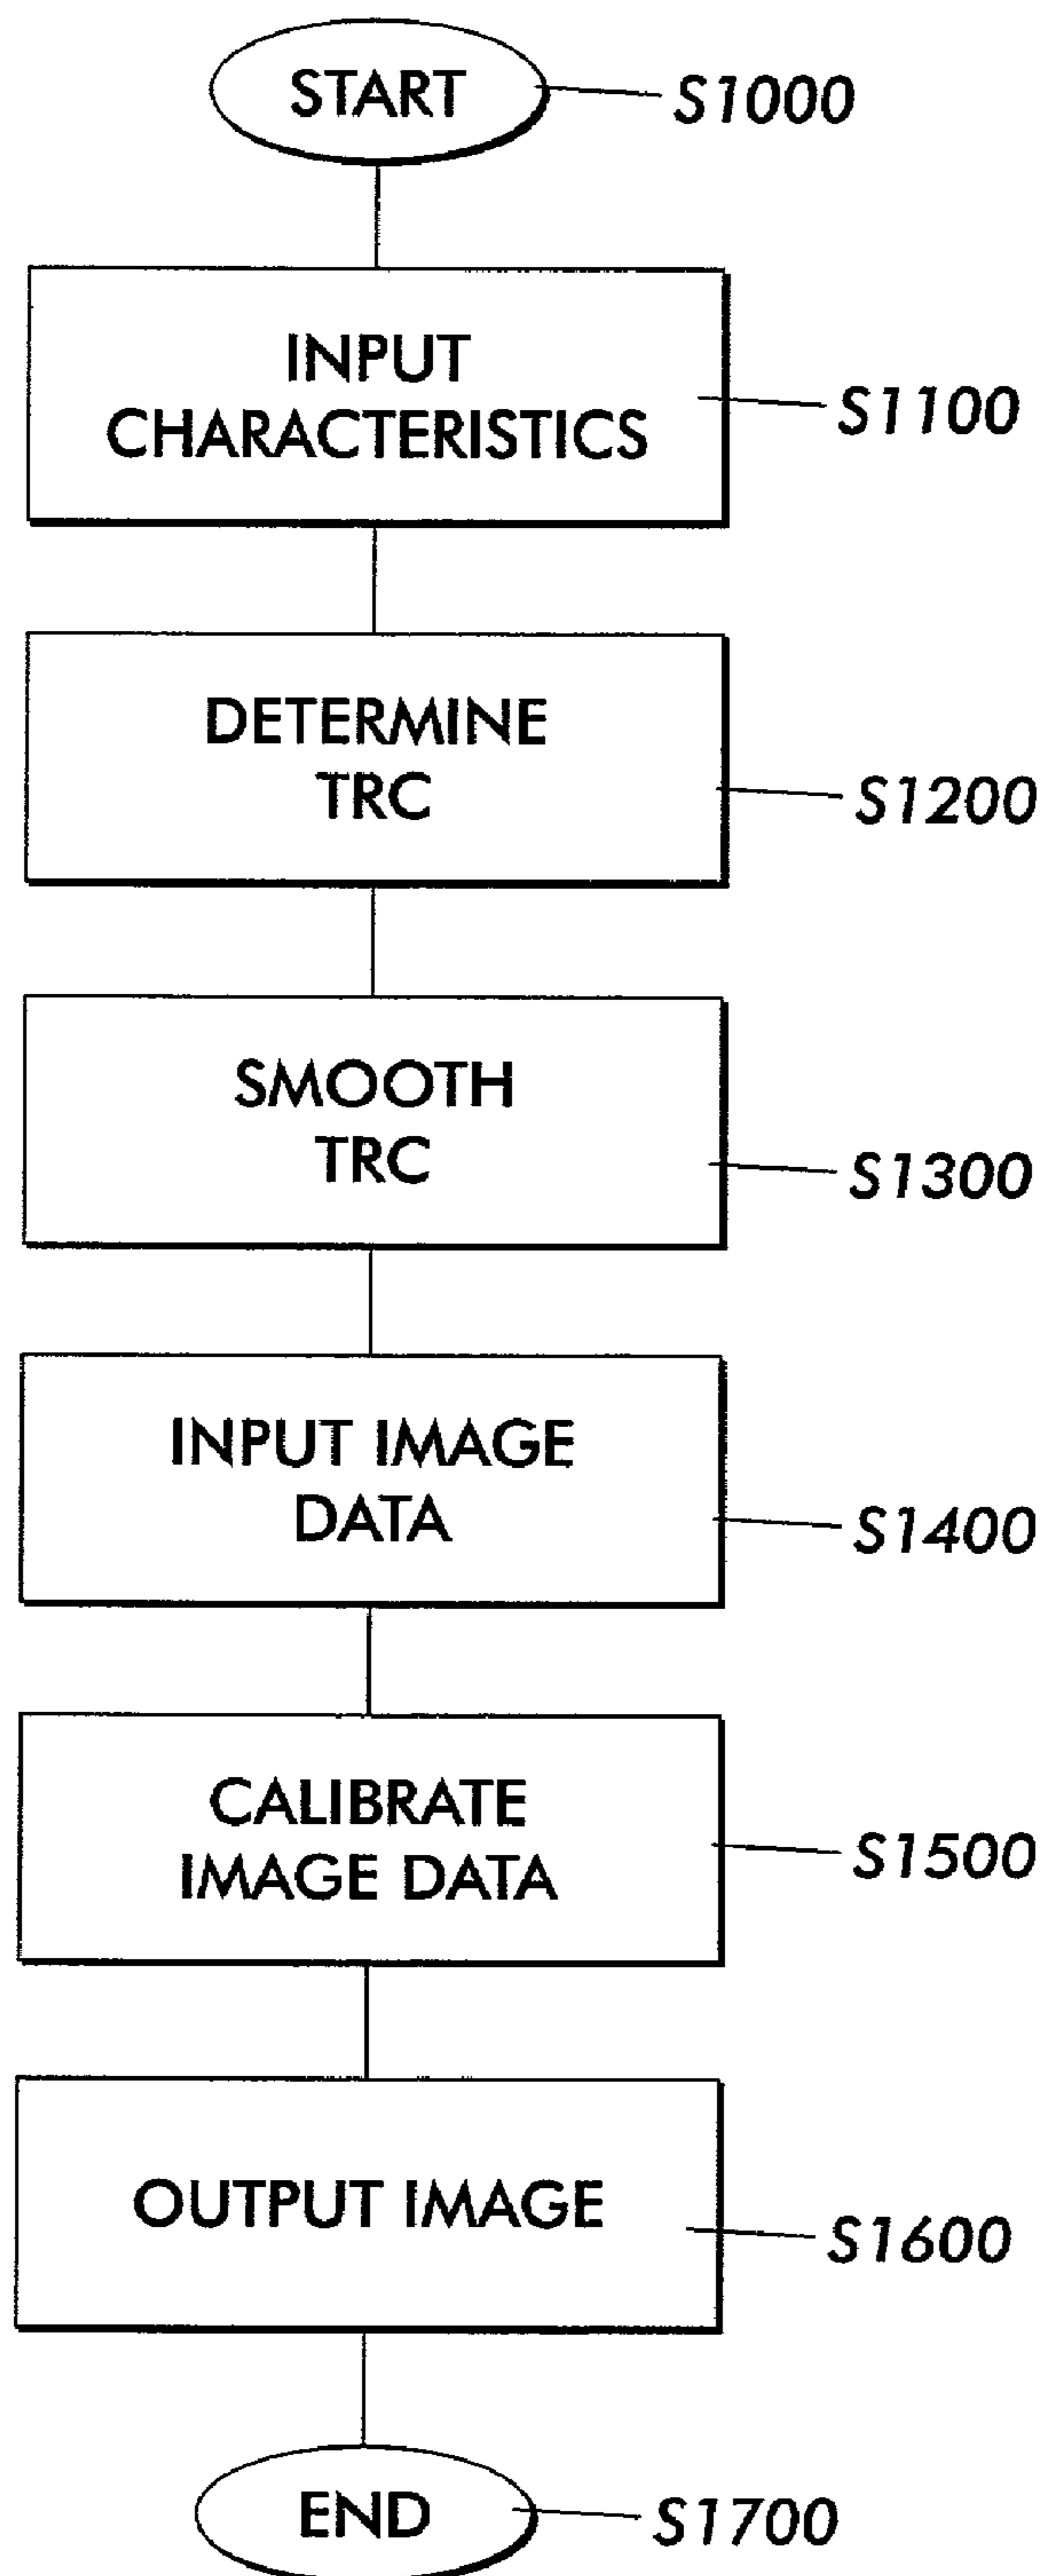 START
S1000
INPUT
CHARACTERISTICS
S1100
DETERMINE
TRC
S1200
SMOOTH
TRC
S1300
INPUT IMAGE
DATA
S1400
CALIBRATE
IMAGE DATA
S1500
OUTPUT IMAGE
S1600
END
S1700